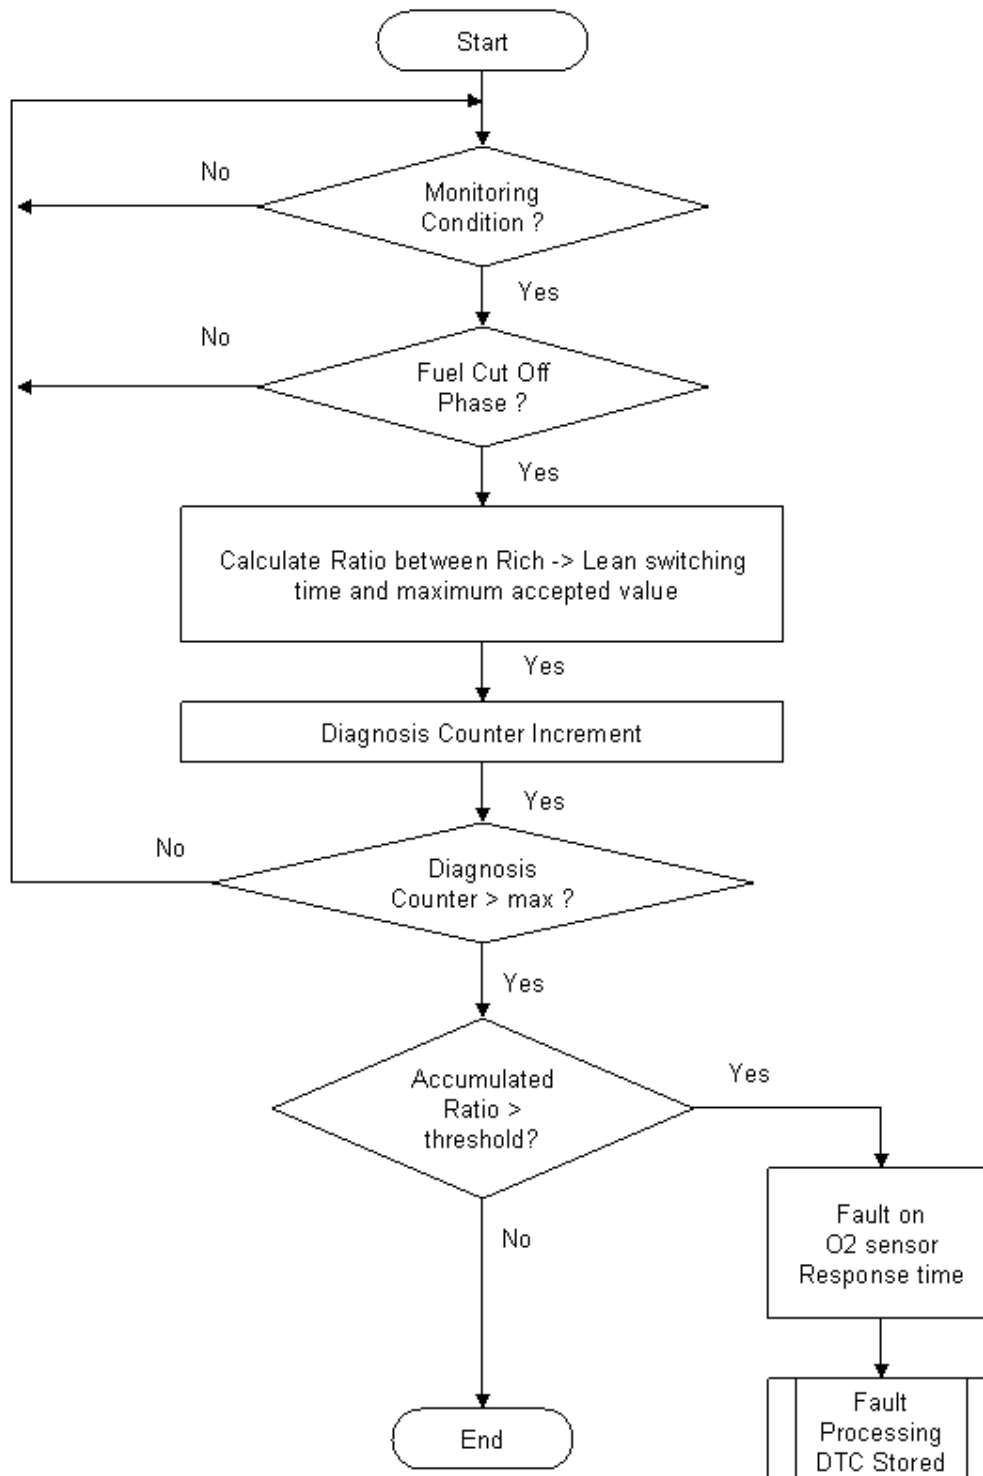 Start
No
Monitoring
Condition ?
Yes
No
Fuel Cut Off
Phase ?
Yes
Calculate Ratio between Rich -> Lean switching
time and maximum accepted value
Yes
Diagnosis Counter Increment
Yes
No
Diagnosis
Counter > max ?
Yes
Accumulated
Ratio >
threshold?
Yes
No
Fault on
O2 sensor
Response time
End
Fault
Processing
DTC Stored